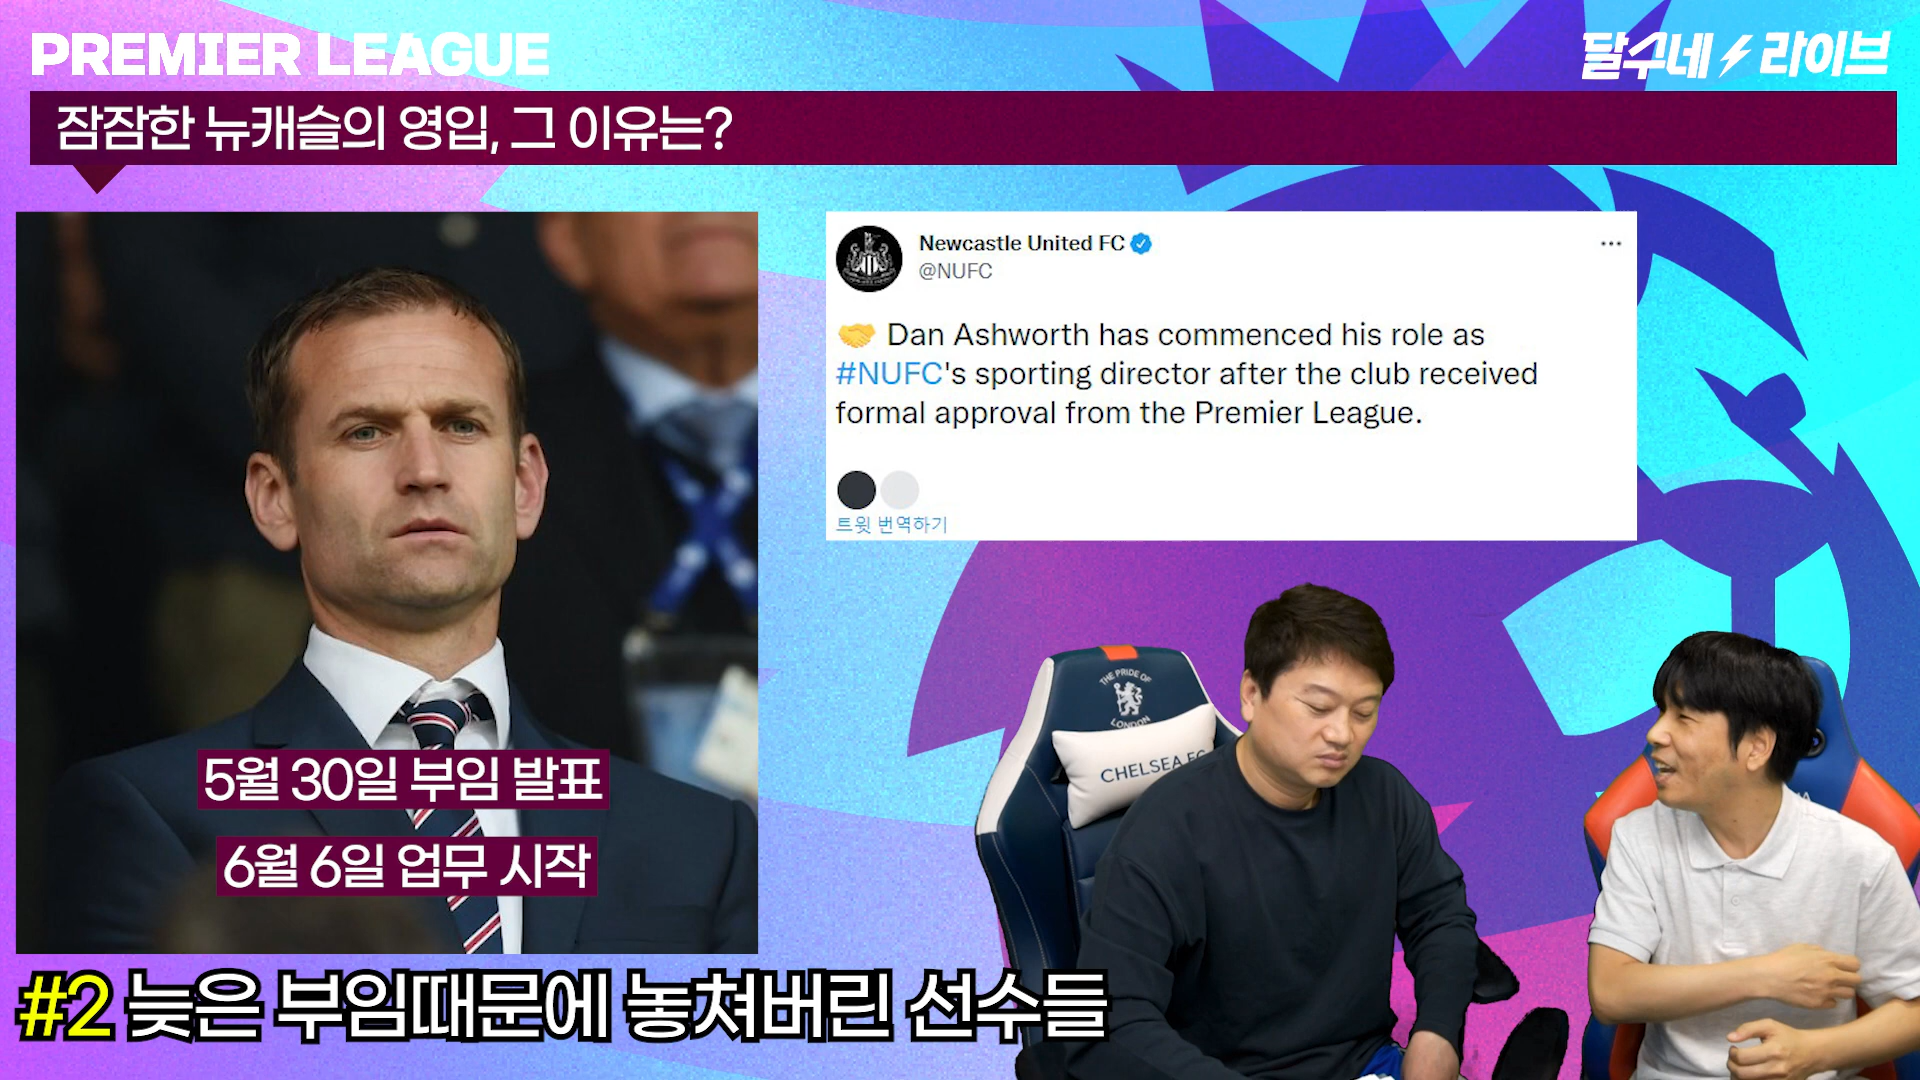 PREMIER LEAGUE
달수네 라이브
잠잠한 뉴캐슬의 영입, 그 이유는?
Newcastle United FC
@NUFC
Dan Ashworth has commenced his role as
#NUFC's sporting director after the club received
formal approval from the Premier League.
트윗 번역하기
5월 30일 부임 발표
6월 6일 업무 시작
THE PRIDE OF
LONDON
CHELSEA FC
#2 늦은 부임때문에 놓쳐버린 선수들